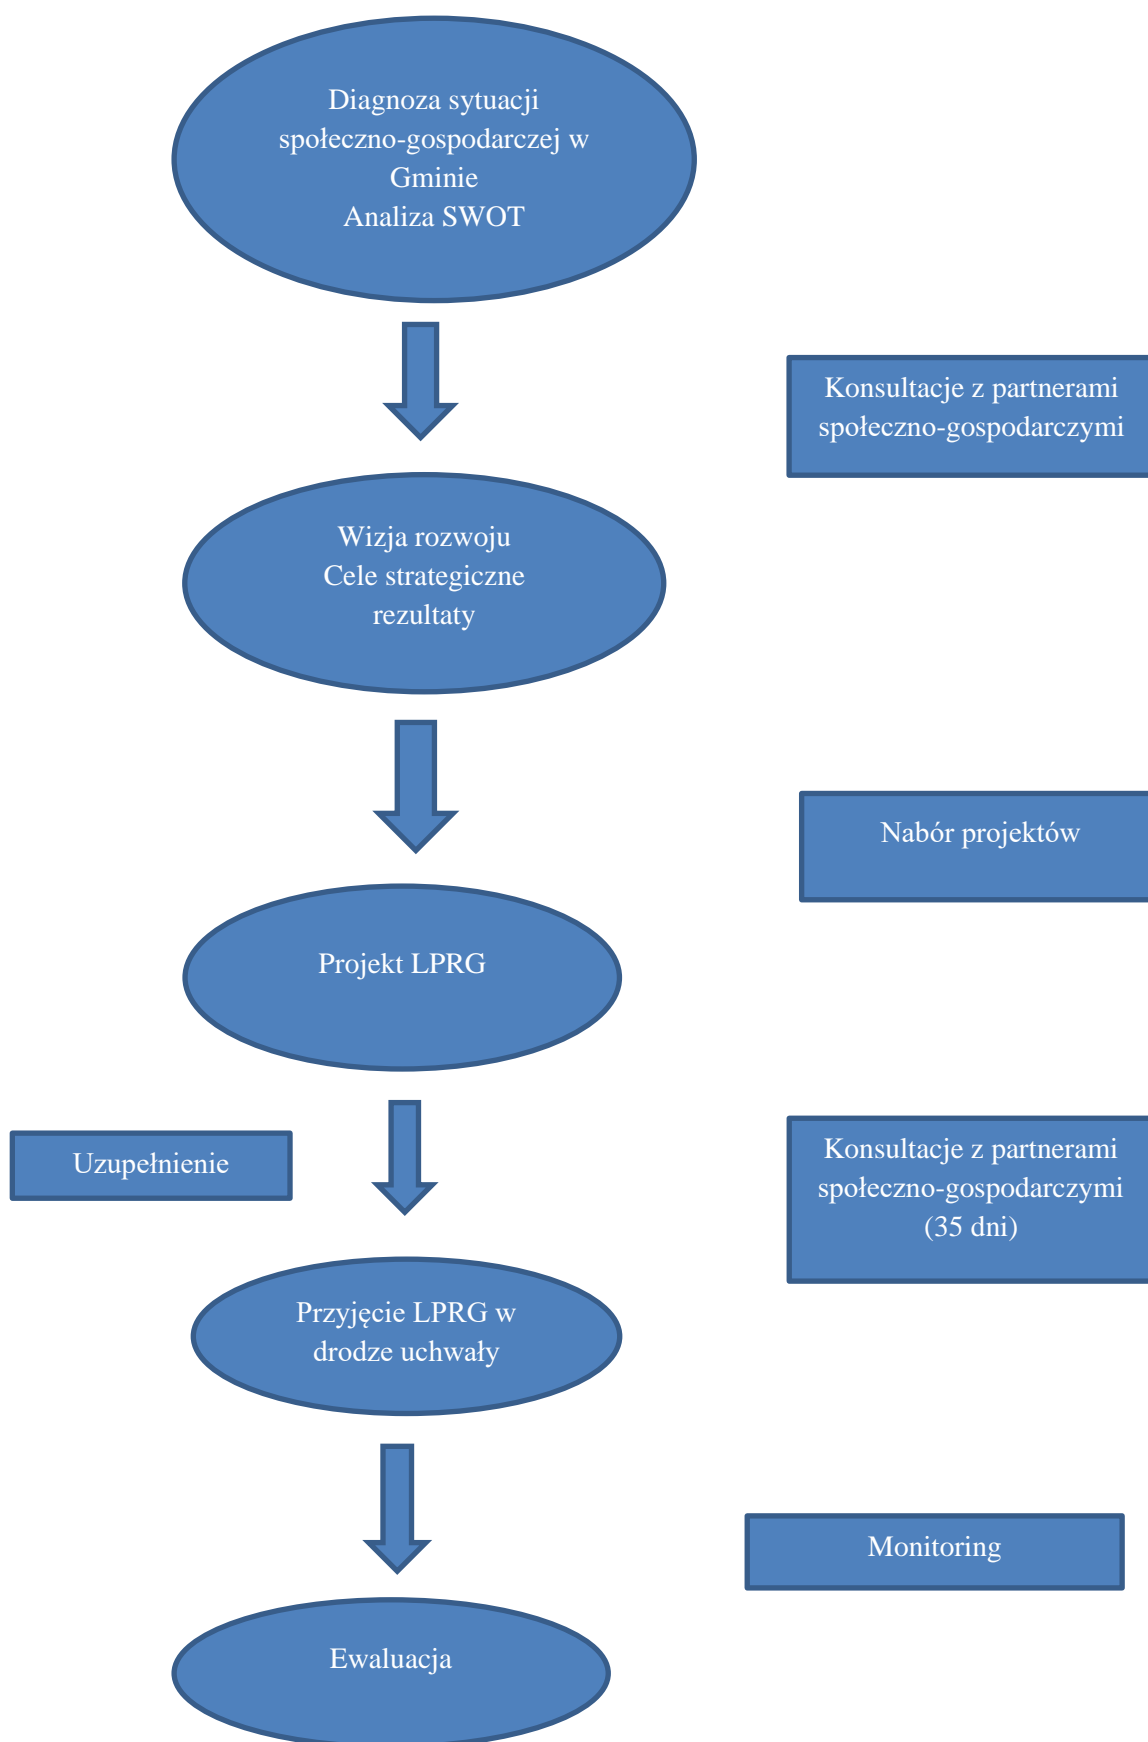 Diagnoza sytuacji
społeczno-gospodarczej w
Gminie
Analiza SWOT
Konsultacje z partnerami
społeczno-gospodarczymi
Wizja rozwoju
Cele strategiczne
rezultaty
Nabór projektów
Projekt LPRG
Uzupełnienie
Konsultacje z partnerami
społeczno-gospodarczymi
(35 dni)
Przyjęcie LPRG w
drodze uchwały
Monitoring
Ewaluacja